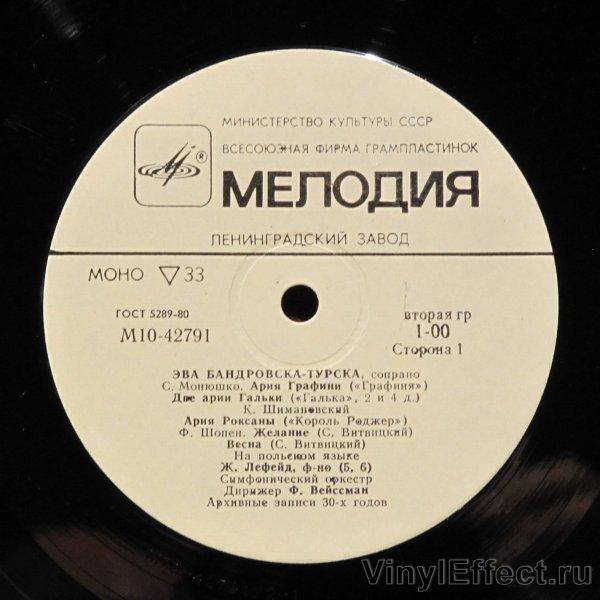 МИНИСТЕРСТВО КУЛЬТУРЫ СССР
ВСЕСОЮЗНАЯ ФИРМА ГРАМПЛАСТИНОК
®
МЕЛОДИЯ
ЛЕНИНГРАДСКИЙ ЗАВОД
МОНО ▽ 33
ГОСТ 5289-80
М10-42791
вторая гр
1-00
Сторона 1
ЭВА БАНДРОВСКА-ТУРСКА, сопрано
С. Монюшко. Ария Графини («Графиня»)
Две арии Гальки («Галька», 2 и 4 д.)
К. Шимановский
Ария Роксаны («Король Роджер»)
Ф. Шопен. Желание (С. Витвицкий)
Весна (С. Витвицкий)
На польском языке
Ж. Лефейд, ф-но (5, 6)
Симфонический оркестр
Дирижер Ф. Вейссман
Архивные записи 30-х годов
VinylEffect.ru